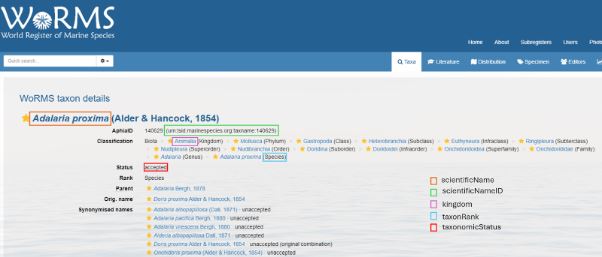 WoRMS
World Register of Marine Species
Home About Subregisters Users Photo
Quick search...
Taxa Literature Distribution Specimen Editors
WoRMS taxon details
Adalaria proxima (Alder & Hancock, 1854)
AphiaID 140629 (urn:lsid:marinespecies.org:taxname:140629)
Classification Biota Animalia (Kingdom) Mollusca (Phylum) Gastropoda (Class) Heterobranchia (Subclass) Euthyneura (Infraclass) Ringipleura (Subterclass)
Nudipleura (Superorder) Nudibranchia (Order) Doridina (Suborder) Doridoidei (Infraorder) Onchidoridoidea (Superfamily) Onchidorididae (Family)
Adalaria (Genus) Adalaria proxima (Species)
Status accepted
Rank Species
Parent Adalaria Bergh, 1879
Orig. name Doris proxima Alder & Hancock, 1854
Synonymised names Adalaria albopapillosa (Dall, 1871) · unaccepted
Adalaria pacifica Bergh, 1880 · unaccepted
Adalaria virescens Bergh, 1880 · unaccepted
Alderia albopapillosa Dall, 1871 · unaccepted
Doris proxima Alder & Hancock, 1854 · unaccepted (original combination)
Onchidoris proxima (Alder & Hancock, 1854) · unaccepted
scientificName
scientificNameID
kingdom
taxonRank
taxonomicStatus